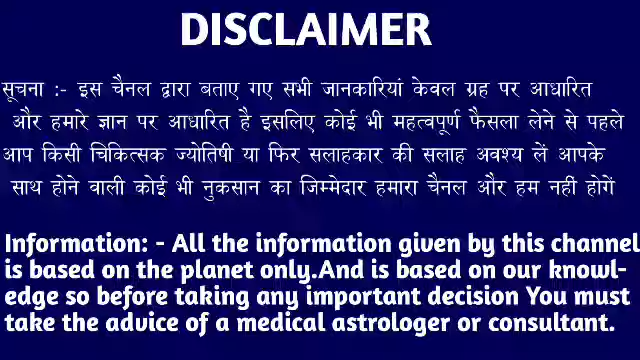 DISCLAIMER
सूचना :- इस चैनल द्वारा बताए गए सभी जानकारियां केवल ग्रह पर आधारित
और हमारे ज्ञान पर आधारित है इसलिए कोई भी महत्वपूर्ण फैसला लेने से पहले
आप किसी चिकित्सक ज्योतिषी या फिर सलाहकार की सलाह अवश्य लें आपके
साथ होने वाली कोई भी नुकसान का जिम्मेदार हमारा चैनल और हम नहीं होगें
Information: - All the information given by this channel
is based on the planet only.And is based on our knowl-
edge so before taking any important decision You must
take the advice of a medical astrologer or consultant.